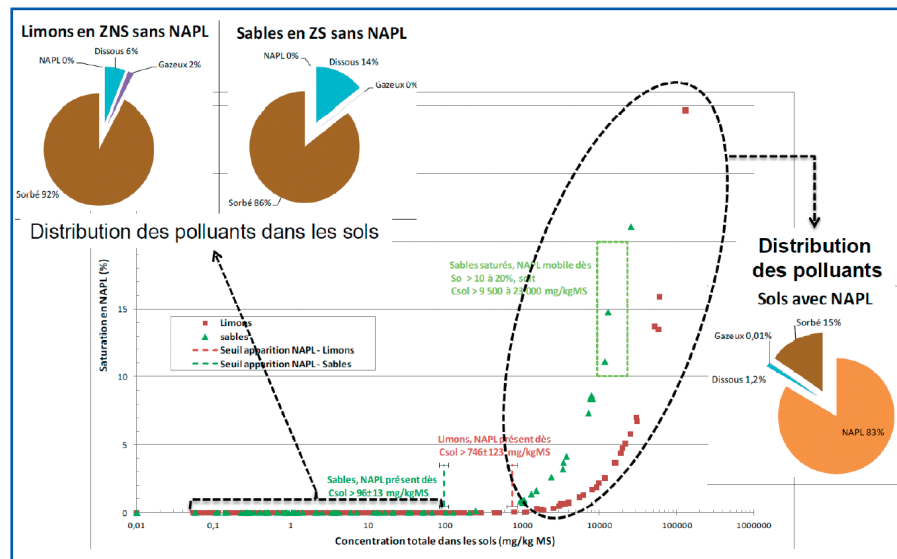 Limons en ZNS sans NAPL
NAPL 0%
Dissous 6%
Gazeux 2%
Sorbé 92%
Sables en ZS sans NAPL
NAPL 0%
Dissous 14%
Gazeux 0%
Sorbé 86%
Distribution des polluants dans les sols
Saturation en NAPL (%)
15
10
5
0
Limons
sables
Seuil apparition NAPL - Limons
Seuil apparition NAPL - Sables
Sables saturés, NAPL mobile dès
So > 10 à 20%, soit
Csol > 9 500 à 23 000 mg/kgMS
Limons, NAPL présent dès
Csol > 746±123 mg/kgMS
Sables, NAPL présent dès
Csol > 96±13 mg/kgMS
0,01
0,1
1
10
100
1000
10000
100000
1000000
Concentration totale dans les sols (mg/kg MS)
Distribution
des polluants
Sols avec NAPL
Sorbé 15%
Gazeux 0,01%
Dissous 1,2%
NAPL 83%